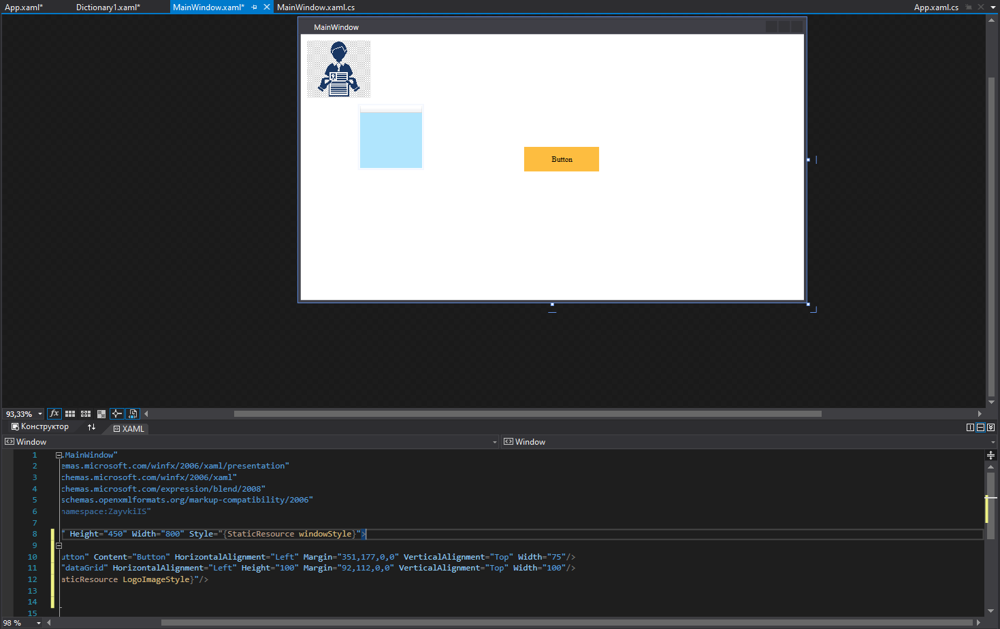 App.xaml* Dictionary1.xaml* MainWindow.xaml* MainWindow.xaml.cs App.xaml.cs
MainWindow
Button
93,33% fx
Конструктор XAML
Window Window
1 .MainWindow"
2 emas.microsoft.com/winfx/2006/xaml/presentation"
3 chemas.microsoft.com/winfx/2006/xaml"
4 chemas.microsoft.com/expression/blend/2008"
5 schemas.openxmlformats.org/markup-compatibility/2006"
6 namespace:ZayvkiIS"
7
8 " Height="450" Width="800" Style="{StaticResource windowStyle}">
9
10 utton" Content="Button" HorizontalAlignment="Left" Margin="351,177,0,0" VerticalAlignment="Top" Width="75"/>
11 "dataGrid" HorizontalAlignment="Left" Height="100" Margin="92,112,0,0" VerticalAlignment="Top" Width="100"/>
12 aticResource LogoImageStyle}"/>
13
14
15
98 %